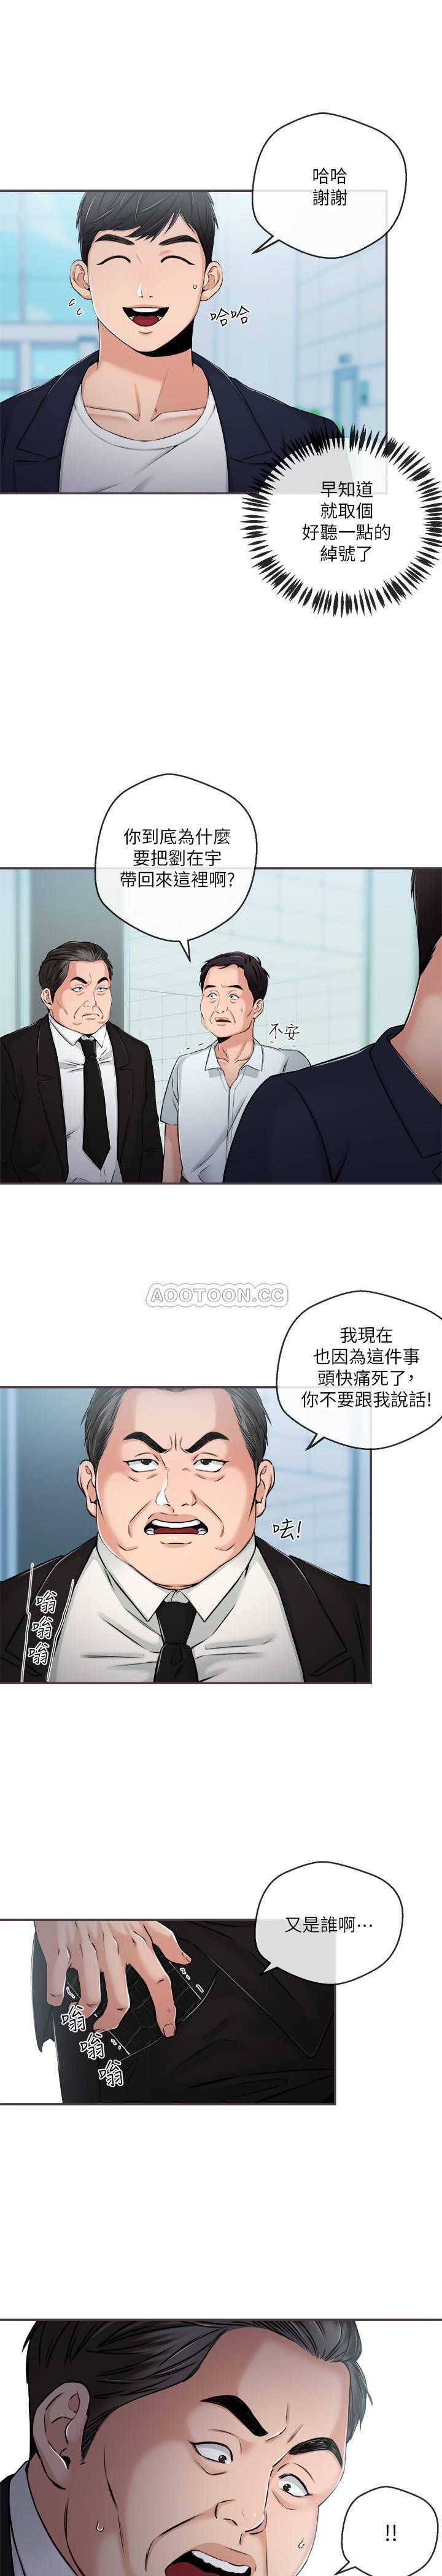 哈哈
謝謝
哈哈
早知道
就取個
好聽一點的
綽號了
你到底為什麼
要把劉在宇
帶回來這裡啊?
不安
AOOTOON.CC
我現在
也因為這件事
頭快痛死了,
你不要跟我說話!
呿!
嗡
嗡
嗡
又是誰啊…
嗡
嗡
嗡
!!